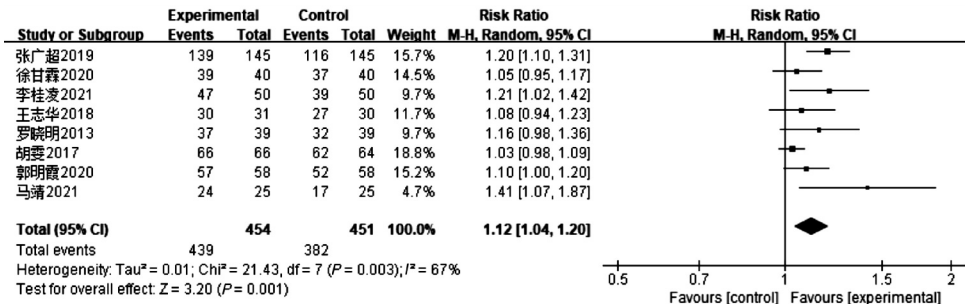 Experimental Control Risk Ratio Risk Ratio
Study or Subgroup Events Total Events Total Weight M-H, Random, 95% CI M-H, Random, 95% CI
张广超2019 139 145 116 145 15.7% 1.20 [1.10, 1.31]
徐甘霖2020 39 40 37 40 14.5% 1.05 [0.95, 1.17]
李桂凌2021 47 50 39 50 9.7% 1.21 [1.02, 1.42]
王志华2018 30 31 27 30 11.7% 1.08 [0.94, 1.23]
罗晓明2013 37 39 32 39 9.7% 1.16 [0.98, 1.36]
胡雯2017 66 66 62 64 18.8% 1.03 [0.98, 1.09]
郭明霞2020 57 58 52 58 15.2% 1.10 [1.00, 1.20]
马靖2021 24 25 17 25 4.7% 1.41 [1.07, 1.87]
Total (95% CI) 454 451 100.0% 1.12 [1.04, 1.20]
Total events 439 382
Heterogeneity: Tau² = 0.01; Chi² = 21.43, df = 7 (P = 0.003); I² = 67%
Test for overall effect: Z = 3.20 (P = 0.001)
0.5 0.7 1 1.5 2
Favours [control] Favours [experimental]